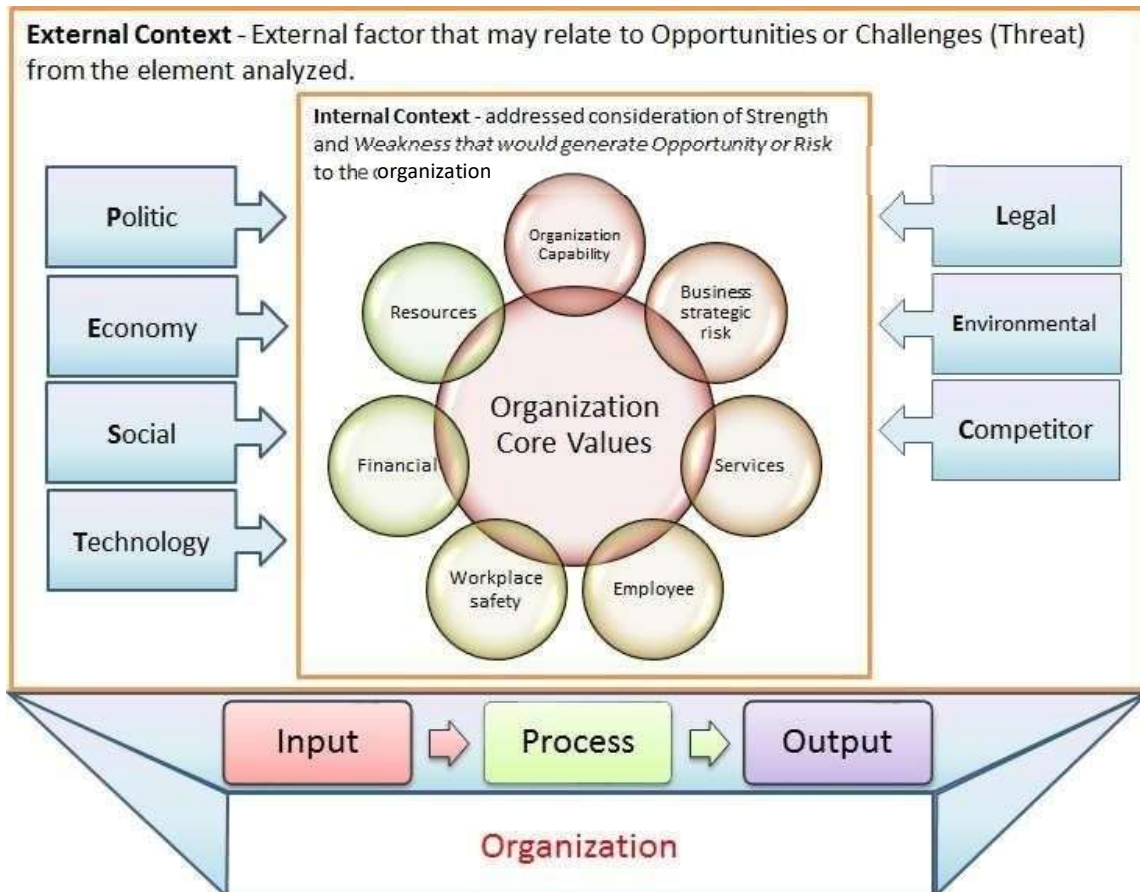 External Context - External factor that may relate to Opportunities or Challenges (Threat)
from the element analyzed.
Internal Context - addressed consideration of Strength
and Weakness that would generate Opportunity or Risk
to the organization
Politic
Economy
Social
Technology
Organization
Capability
Business
strategic
risk
Services
Employee
Workplace
safety
Financial
Resources
Organization
Core Values
Legal
Environmental
Competitor
Input
Process
Output
Organization